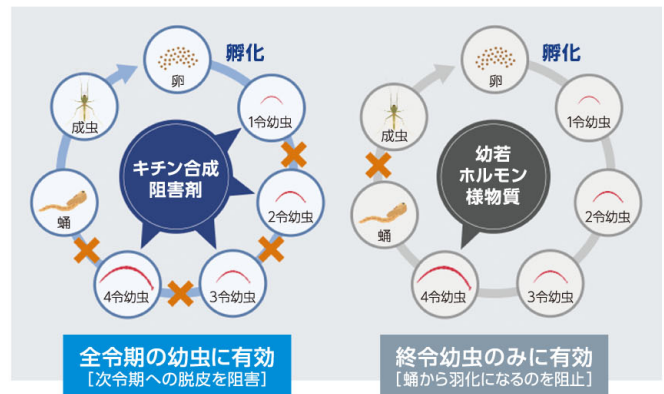 孵化
卵
1令幼虫
2令幼虫
3令幼虫
4令幼虫
蛹
成虫
キチン合成
阻害剤
全令期の幼虫に有効
[次令期への脱皮を阻害]
孵化
卵
1令幼虫
2令幼虫
3令幼虫
4令幼虫
蛹
成虫
幼若
ホルモン
様物質
終令幼虫のみに有効
[蛹から羽化になるのを阻止]